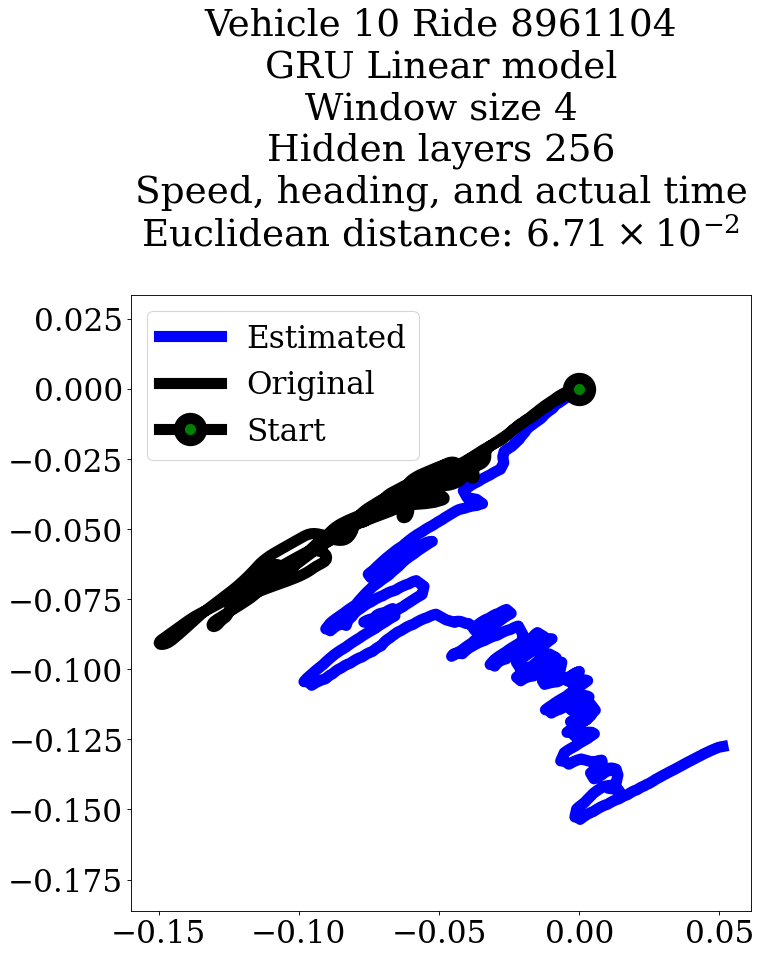 Vehicle 10 Ride 8961104
GRU Linear model
Window size 4
Hidden layers 256
Speed, heading, and actual time
Euclidean distance: 6.71 × 10⁻²
Estimated
Original
Start
0.025
0.000
−0.025
−0.050
−0.075
−0.100
−0.125
−0.150
−0.175
−0.15 −0.10 −0.05 0.00 0.05